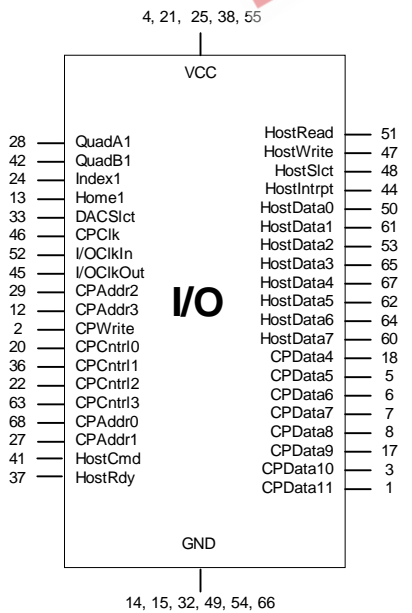 4, 21, 25, 38, 55
VCC
28 QuadA1
42 QuadB1
24 Index1
13 Home1
33 DACSlct
46 CPClk
52 I/OClkIn
45 I/OClkOut
29 CPAddr2
12 CPAddr3
2 CPWrite
20 CPCntrl0
36 CPCntrl1
22 CPCntrl2
63 CPCntrl3
68 CPAddr0
27 CPAddr1
41 HostCmd
37 HostRdy
I/O
HostRead 51
HostWrite 47
HostSlct 48
HostIntrpt 44
HostData0 50
HostData1 61
HostData2 53
HostData3 65
HostData4 67
HostData5 62
HostData6 64
HostData7 60
CPData4 18
CPData5 5
CPData6 6
CPData7 7
CPData8 8
CPData9 17
CPData10 3
CPData11 1
GND
14, 15, 32, 49, 54, 66